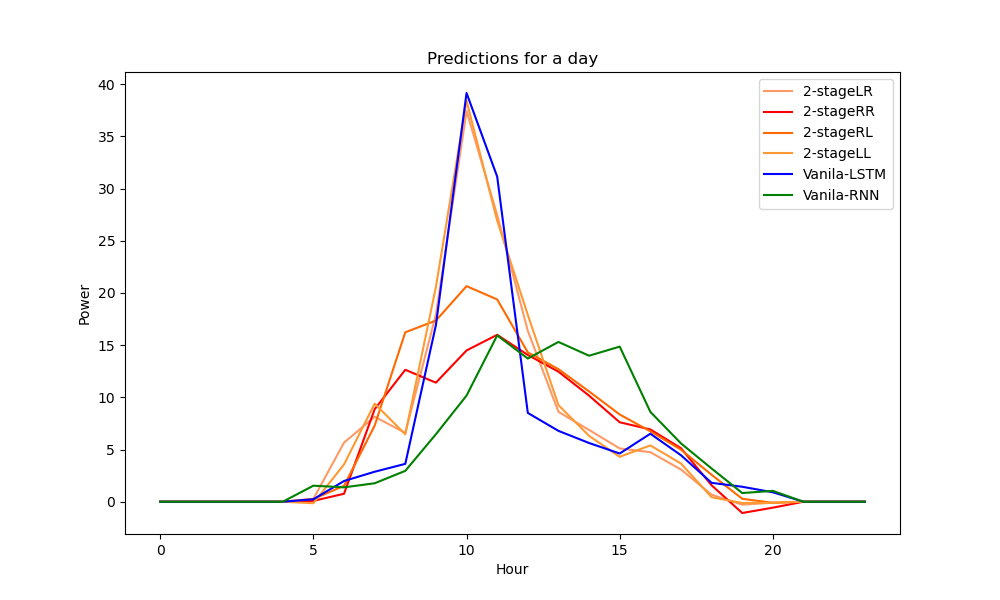 Predictions for a day
40
35
30
25
20
15
10
5
0
Power
0 5 10 15 20
Hour
2-stageLR
2-stageRR
2-stageRL
2-stageLL
Vanila-LSTM
Vanila-RNN